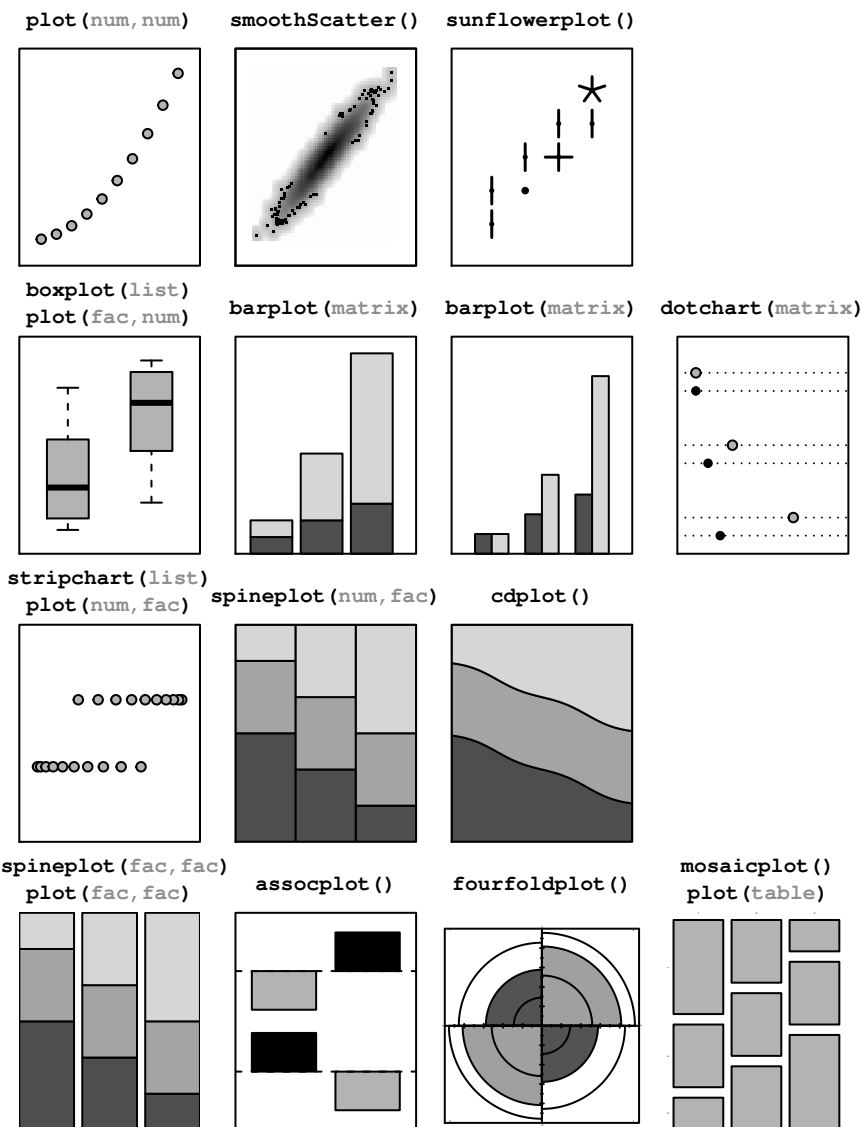 plot(num,num) smoothScatter() sunflowerplot()
boxplot(list)
plot(fac,num) barplot(matrix) barplot(matrix) dotchart(matrix)
stripchart(list)
plot(num,fac) spineplot(num,fac) cdplot()
spineplot(fac,fac)
plot(fac,fac) assocplot() fourfoldplot()
mosaicplot()
plot(table)